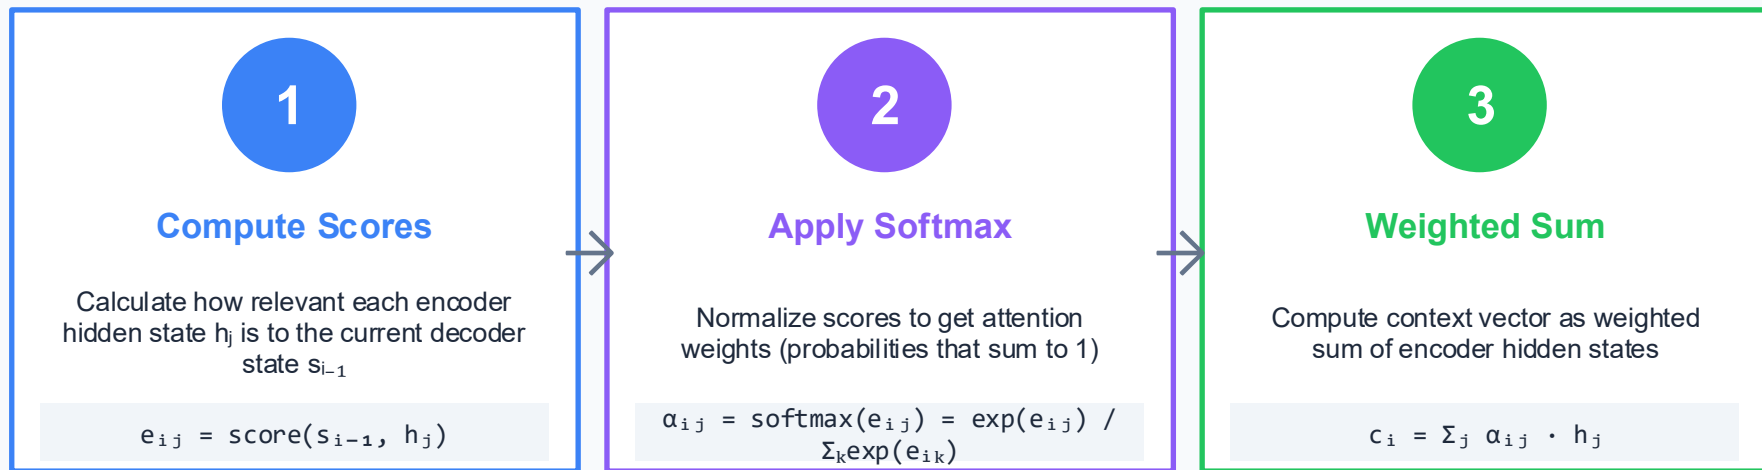 1
Compute Scores
Calculate how relevant each encoder
hidden state hⱼ is to the current decoder
state sᵢ₋₁
eᵢⱼ = score(sᵢ₋₁, hⱼ)
2
Apply Softmax
Normalize scores to get attention
weights (probabilities that sum to 1)
αᵢⱼ = softmax(eᵢⱼ) = exp(eᵢⱼ) /
Σₖexp(eᵢₖ)
3
Weighted Sum
Compute context vector as weighted
sum of encoder hidden states
cᵢ = Σⱼ αᵢⱼ · hⱼ